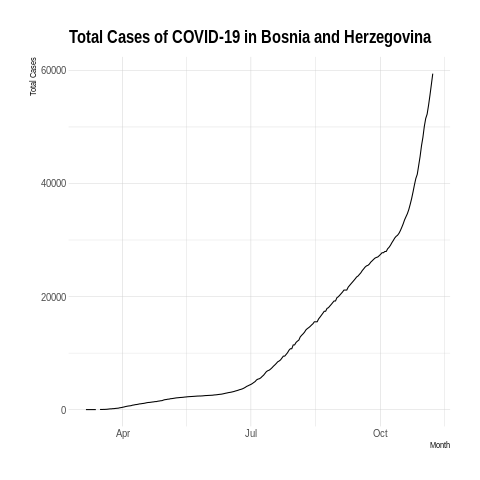 Total Cases of COVID-19 in Bosnia and Herzegovina
Total Cases
60000
40000
20000
0
Apr Jul Oct
Month